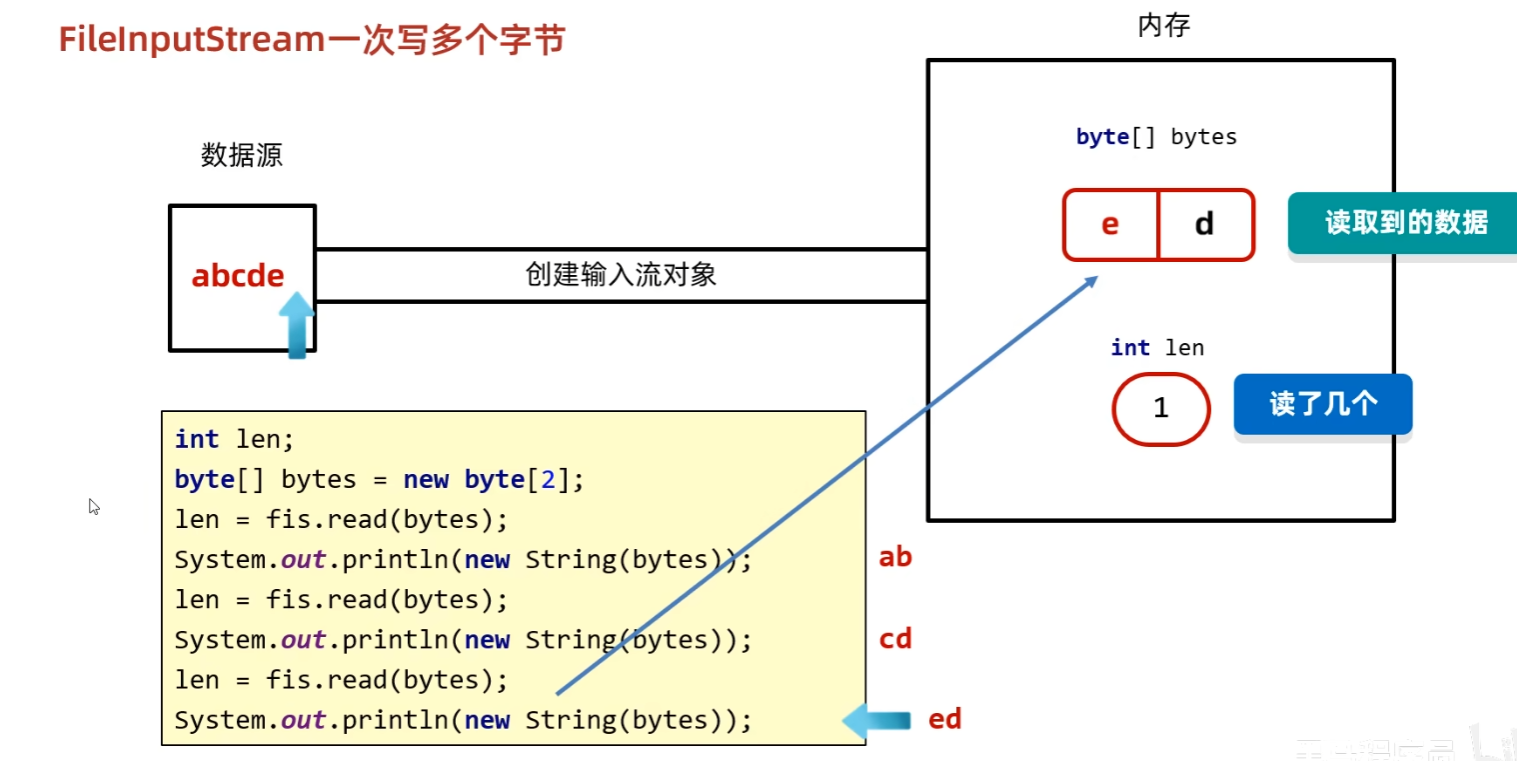 FileInputStream一次写多个字节
内存
数据源
byte[] bytes
e d
读取到的数据
abcde
创建输入流对象
int len
1
读了几个
int len;
byte[] bytes = new byte[2];
len = fis.read(bytes);
System.out.println(new String(bytes));
ab
len = fis.read(bytes);
System.out.println(new String(bytes));
cd
len = fis.read(bytes);
System.out.println(new String(bytes));
ed